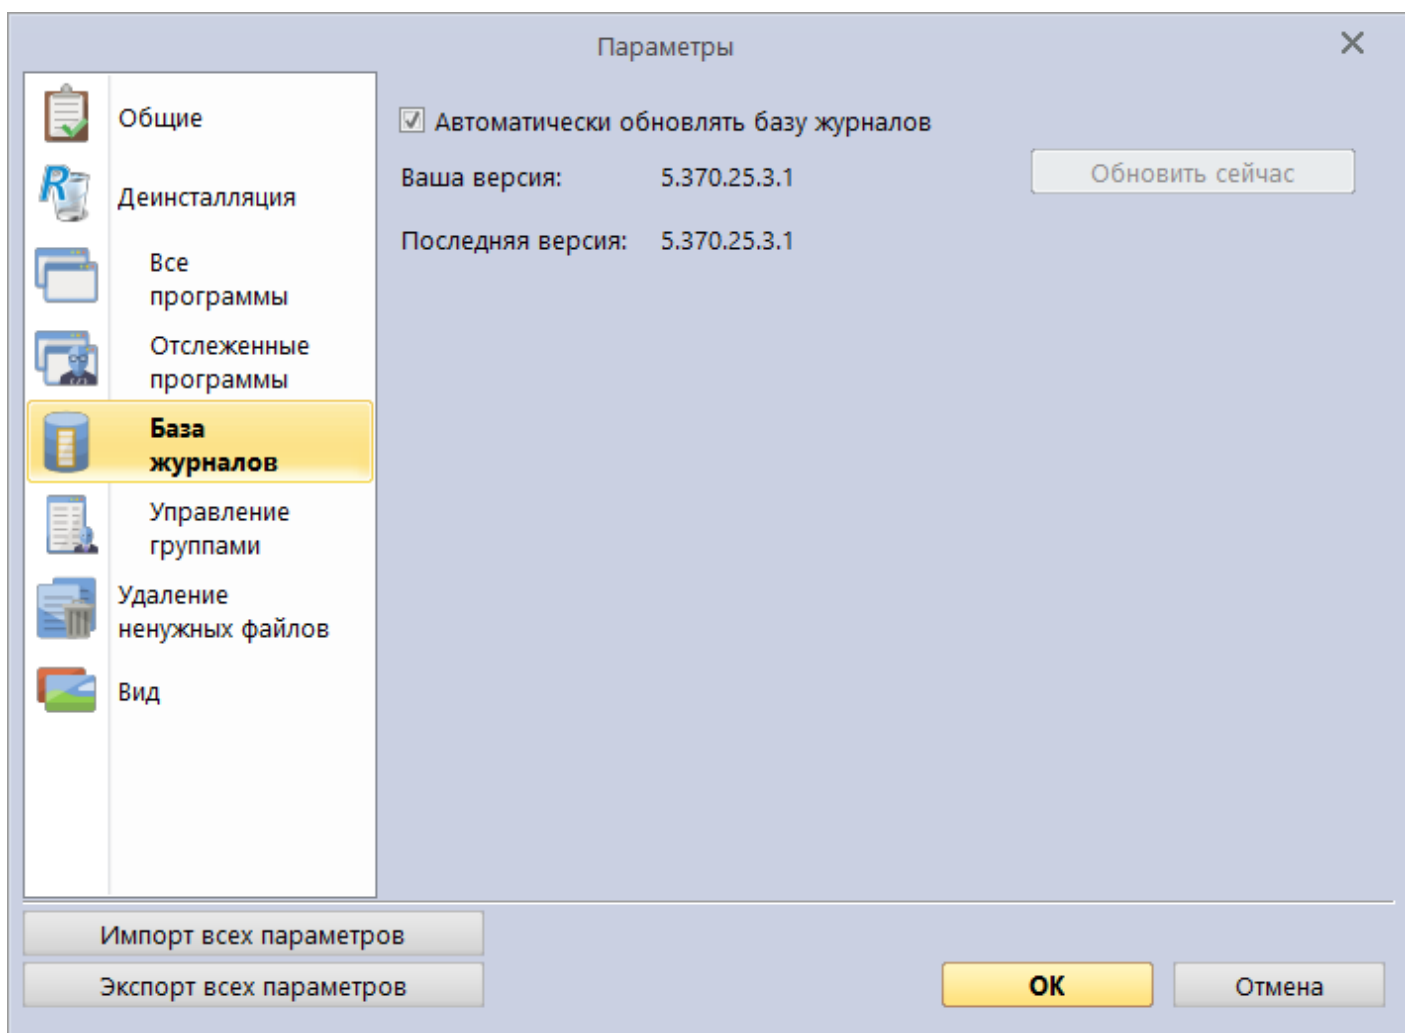 Параметры
Общие
Деинсталляция
Все
программы
Отслеженные
программы
База
журналов
Управление
группами
Удаление
ненужных файлов
Вид
Автоматически обновлять базу журналов
Ваша версия: 5.370.25.3.1
Обновить сейчас
Последняя версия: 5.370.25.3.1
Импорт всех параметров
Экспорт всех параметров
ОК
Отмена